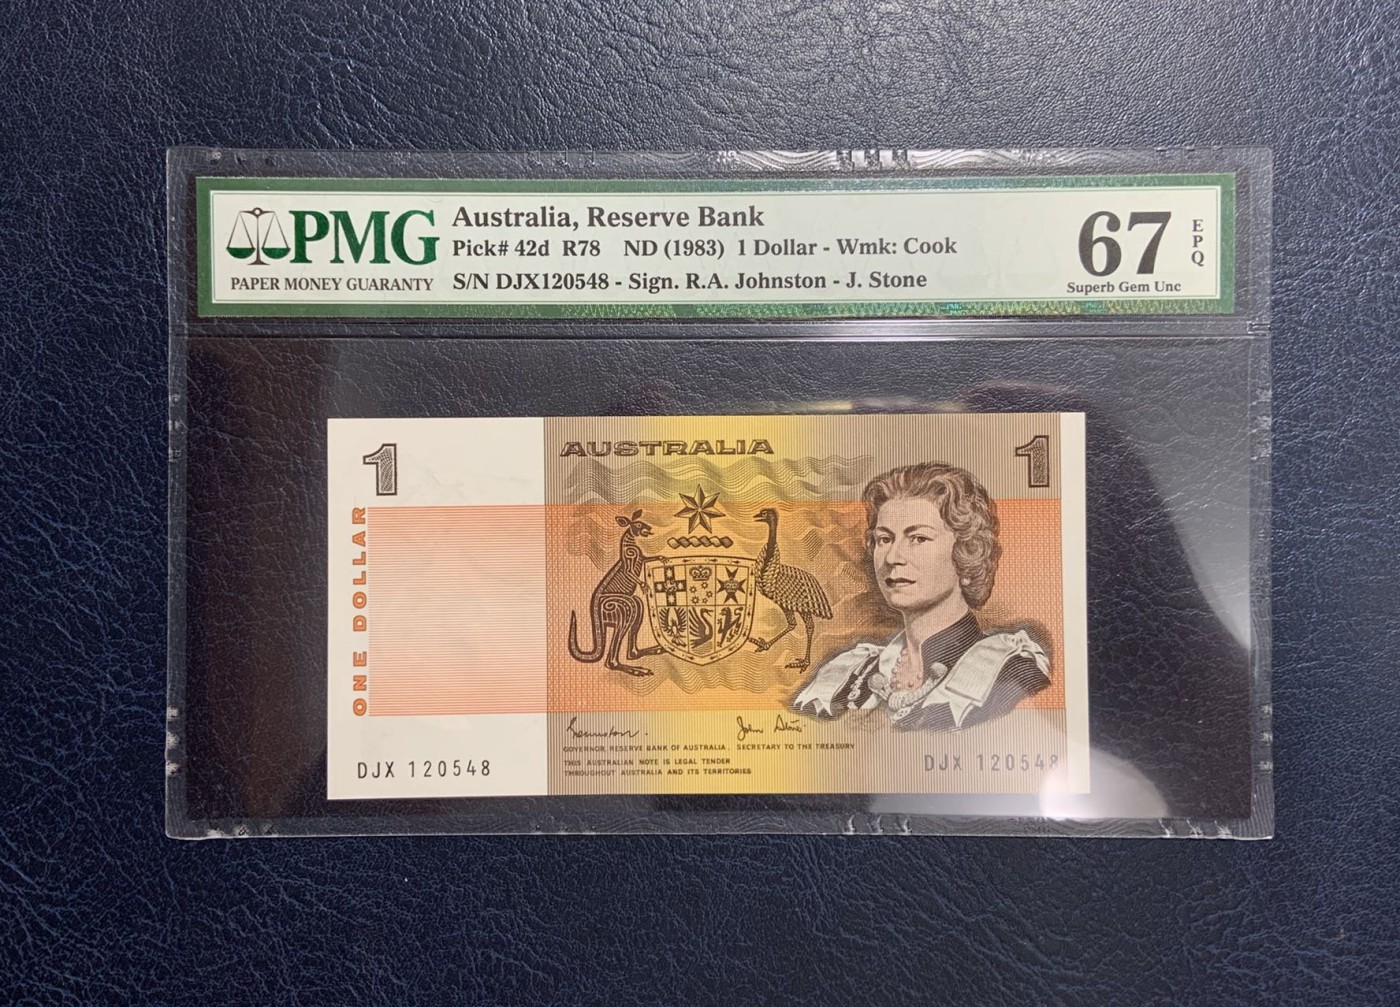 PMG
PAPER MONEY GUARANTY
Australia, Reserve Bank
Pick# 42d R78 ND (1983) 1 Dollar - Wmk: Cook
S/N DJX120548 - Sign. R.A. Johnston - J. Stone
67
EPQ
Superb Gem Unc
1
AUSTRALIA
1
ONE DOLLAR
John Stone
GOVERNOR, RESERVE BANK OF AUSTRALIA. SECRETARY TO THE TREASURY
THIS AUSTRALIAN NOTE IS LEGAL TENDER
THROUGHOUT AUSTRALIA AND ITS TERRITORIES
DJX 120548
DJX 120548